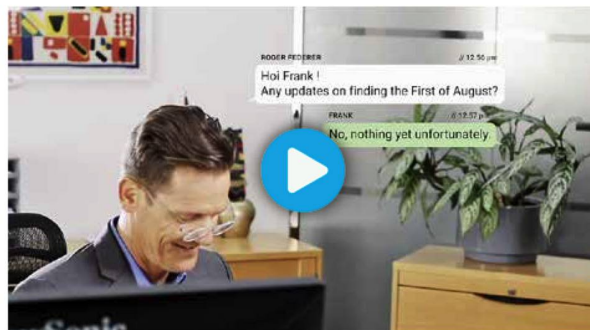 ROGER FEDERER // 12:56 pm
Hoi Frank !
Any updates on finding the First of August?
FRANK // 12:57 pm
No, nothing yet unfortunately.
Sonic